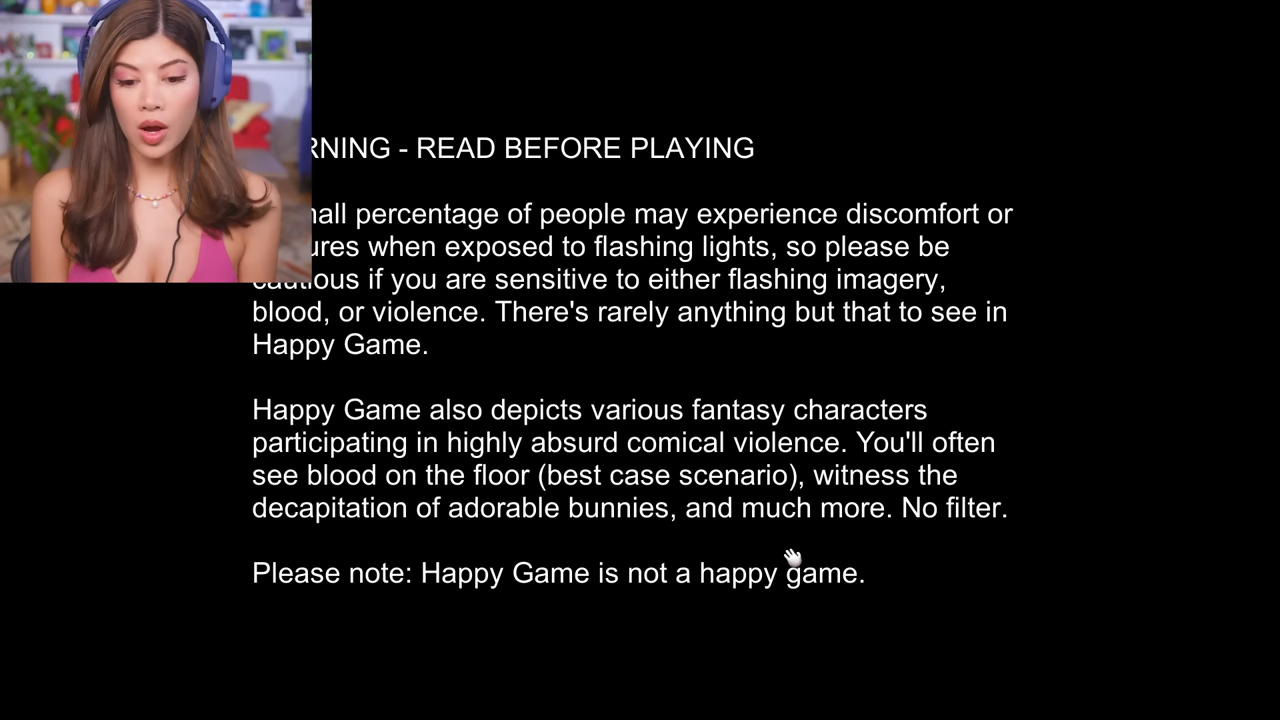 RNING - READ BEFORE PLAYING
nall percentage of people may experience discomfort or
ures when exposed to flashing lights, so please be
cautious if you are sensitive to either flashing imagery,
blood, or violence. There's rarely anything but that to see in
Happy Game.
Happy Game also depicts various fantasy characters
participating in highly absurd comical violence. You'll often
see blood on the floor (best case scenario), witness the
decapitation of adorable bunnies, and much more. No filter.
Please note: Happy Game is not a happy game.